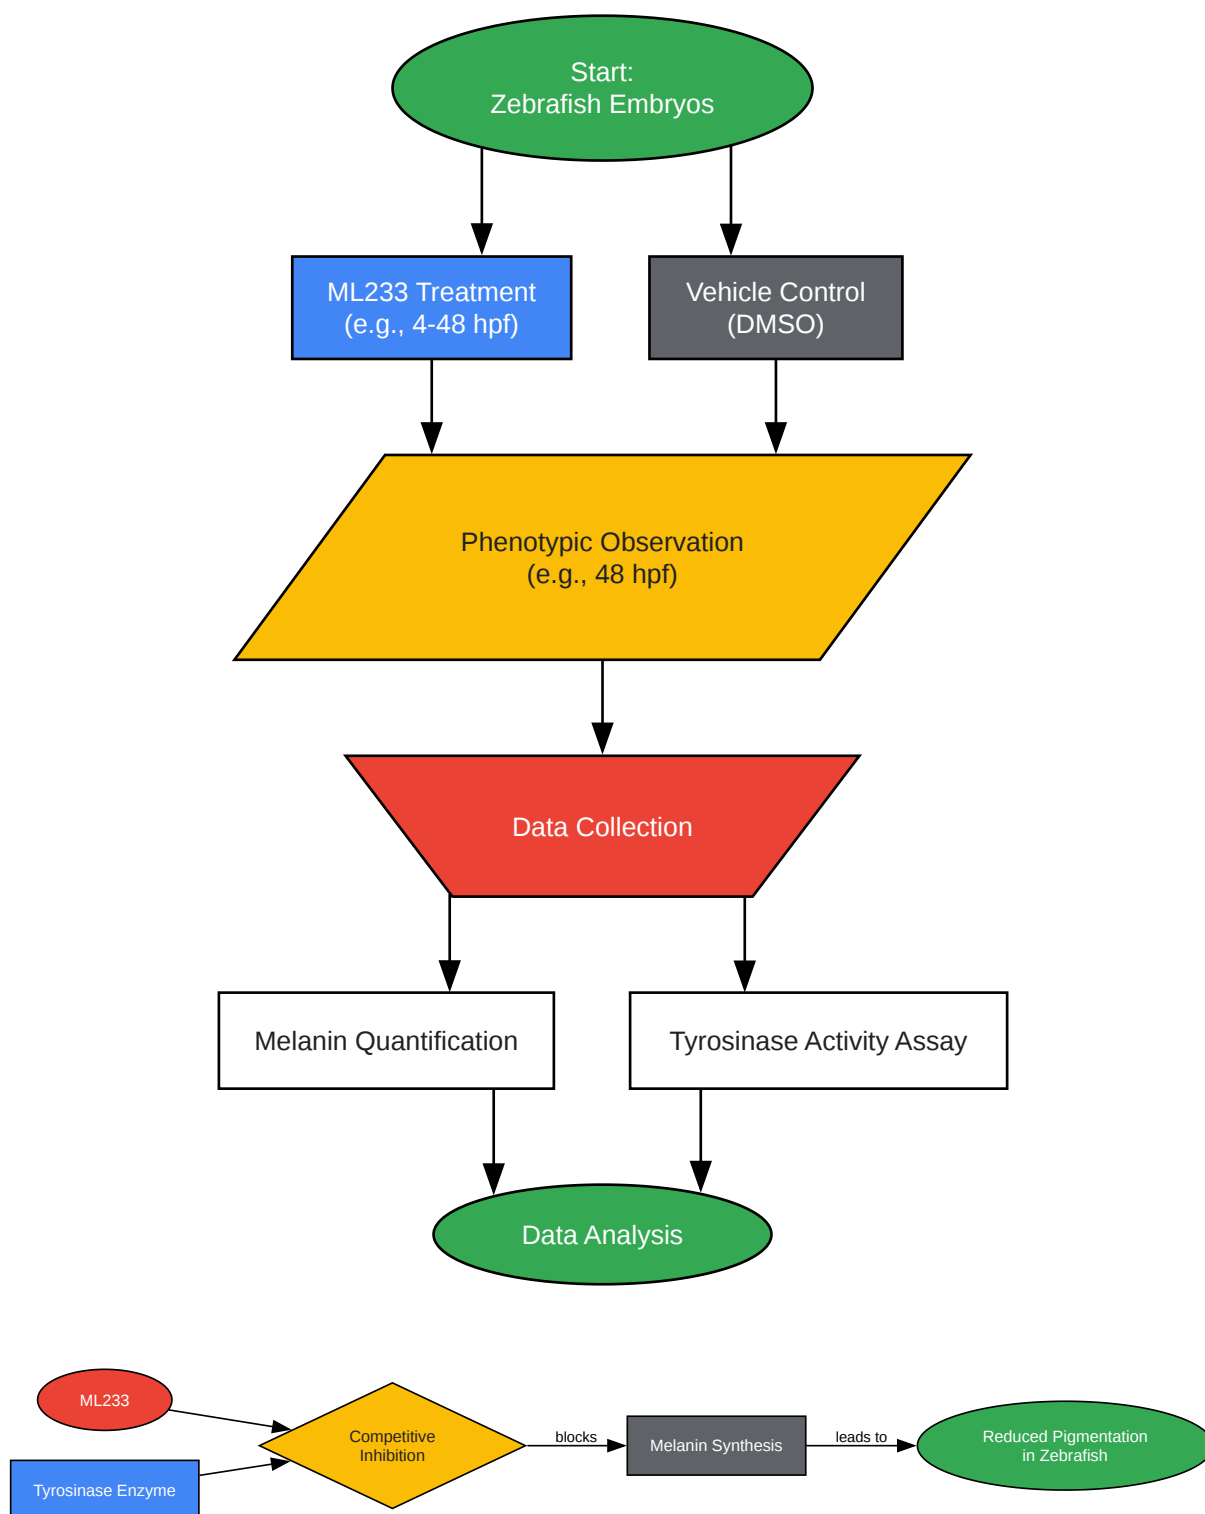 Start:
Zebrafish Embryos
ML233 Treatment
(e.g., 4-48 hpf)
Vehicle Control
(DMSO)
Phenotypic Observation
(e.g., 48 hpf)
Data Collection
Melanin Quantification
Tyrosinase Activity Assay
Data Analysis
ML233
Tyrosinase Enzyme
Competitive
Inhibition
blocks
Melanin Synthesis
leads to
Reduced Pigmentation
in Zebrafish